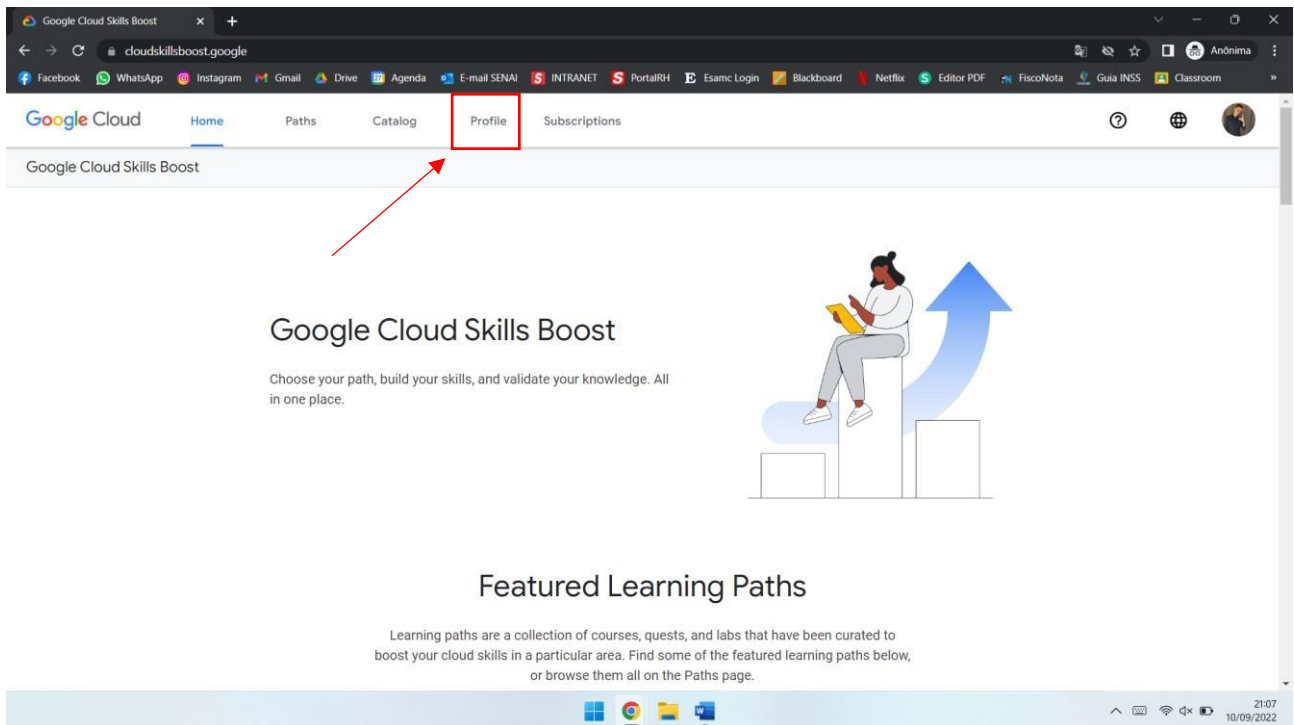 Google Cloud Skills Boost
cloudskillsboost.google
Anônima
Facebook WhatsApp Instagram Gmail Drive Agenda E-mail SENAI INTRANET PortalRH Esamc Login Blackboard Netflix Editor PDF FiscoNota Guia INSS Classroom »
Google Cloud Home Paths Catalog Profile Subscriptions
Google Cloud Skills Boost
Google Cloud Skills Boost
Choose your path, build your skills, and validate your knowledge. All
in one place.
Featured Learning Paths
Learning paths are a collection of courses, quests, and labs that have been curated to
boost your cloud skills in a particular area. Find some of the featured learning paths below,
or browse them all on the Paths page.
21:07
10/09/2022